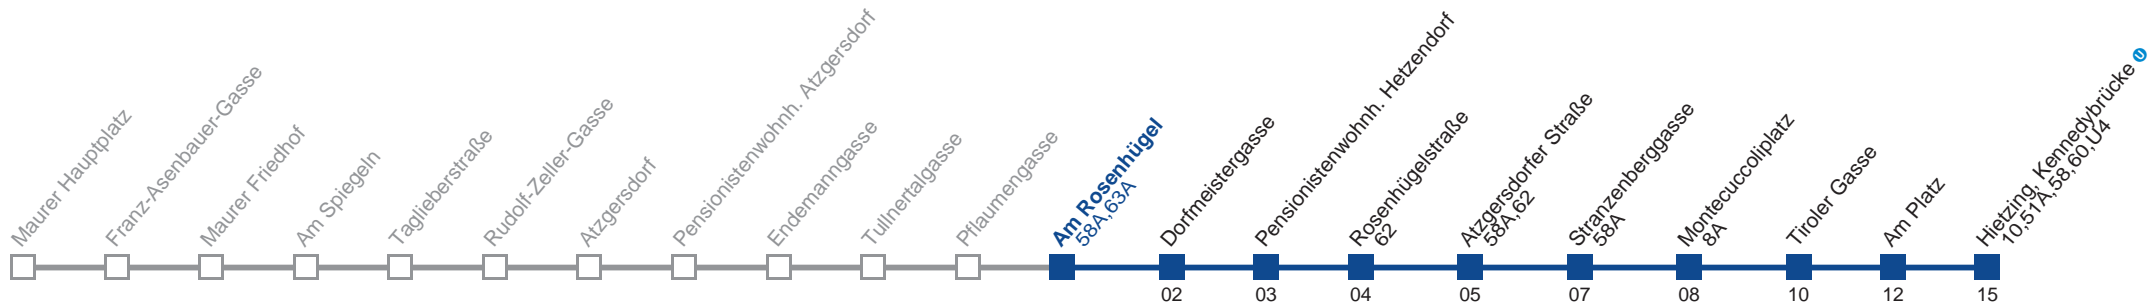 Maurer Hauptplatz
Franz-Asenbauer-Gasse
Maurer Friedhof
Am Spiegeln
Taglieberstraße
Rudolf-Zeller-Gasse
Atzgersdorf
Pensionistenwohnh. Atzgersdorf
Endemanngasse
Tullnertalgasse
Pflaumengasse
Am Rosenhügel
58A,63A
Dorfmeistergasse
02
Pensionistenwohnh. Hetzendorf
03
Rosenhügelstraße
62
04
Atzgersdorfer Straße
58A,62
05
Stranzenberggasse
58A
07
Montecuccoliplatz
8A
08
Tiroler Gasse
10
Am Platz
12
Hietzing, Kennedybrücke U
10,51A,58,60,U4
15